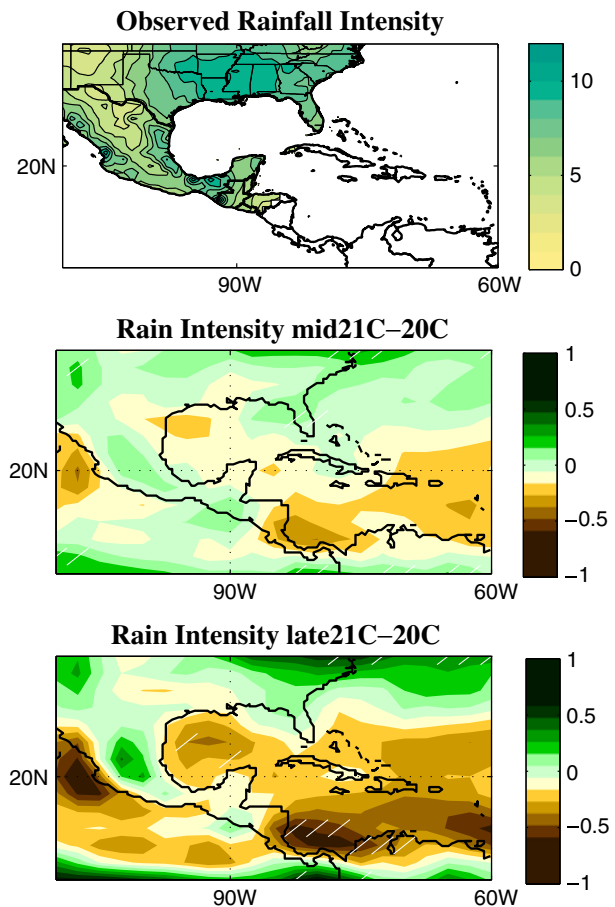 Observed Rainfall Intensity
20N
90W
60W
10
5
0
Rain Intensity mid21C−20C
20N
90W
60W
1
0.5
0
−0.5
−1
Rain Intensity late21C−20C
20N
90W
60W
1
0.5
0
−0.5
−1